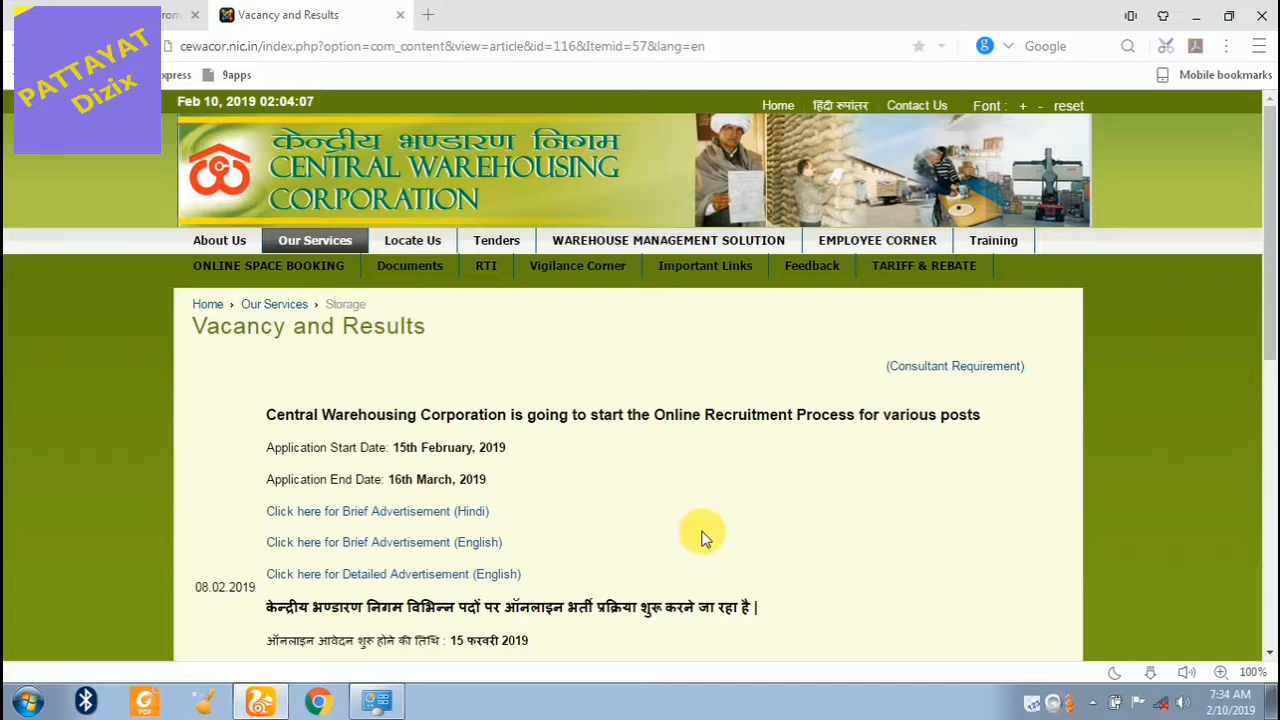 PATTAYAT
Dizix
Vacancy and Results
cewacor.nic.in/index.php?option=com_content&view=article&id=116&Itemid=57&lang=en
Google
9apps
Mobile bookmarks
Feb 10, 2019 02:04:07
Home हिंदी रूपांतर Contact Us Font : + - reset
केन्द्रीय भण्डारण निगम
CENTRAL WAREHOUSING
CORPORATION
About Us Our Services Locate Us Tenders WAREHOUSE MANAGEMENT SOLUTION EMPLOYEE CORNER Training
ONLINE SPACE BOOKING Documents RTI Vigilance Corner Important Links Feedback TARIFF & REBATE
Home › Our Services › Storage
Vacancy and Results
(Consultant Requirement)
Central Warehousing Corporation is going to start the Online Recruitment Process for various posts
Application Start Date: 15th February, 2019
Application End Date: 16th March, 2019
Click here for Brief Advertisement (Hindi)
Click here for Brief Advertisement (English)
Click here for Detailed Advertisement (English)
08.02.2019
केन्द्रीय भण्डारण निगम विभिन्न पदों पर ऑनलाइन भर्ती प्रक्रिया शुरू करने जा रहा है |
ऑनलाइन आवेदन शुरु होने की तिथि : 15 फरवरी 2019
100%
7:34 AM
2/10/2019